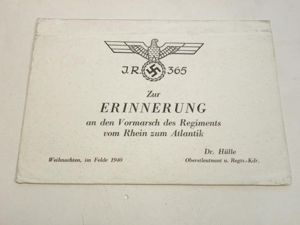 J.R. 365
Zur
ERINNERUNG
an den Vormarsch des Regiments
vom Rhein zum Atlantik
Dr. Hülle
Weihnachten, im Felde 1940 Oberstleutnant u. Regts.-Kdr.